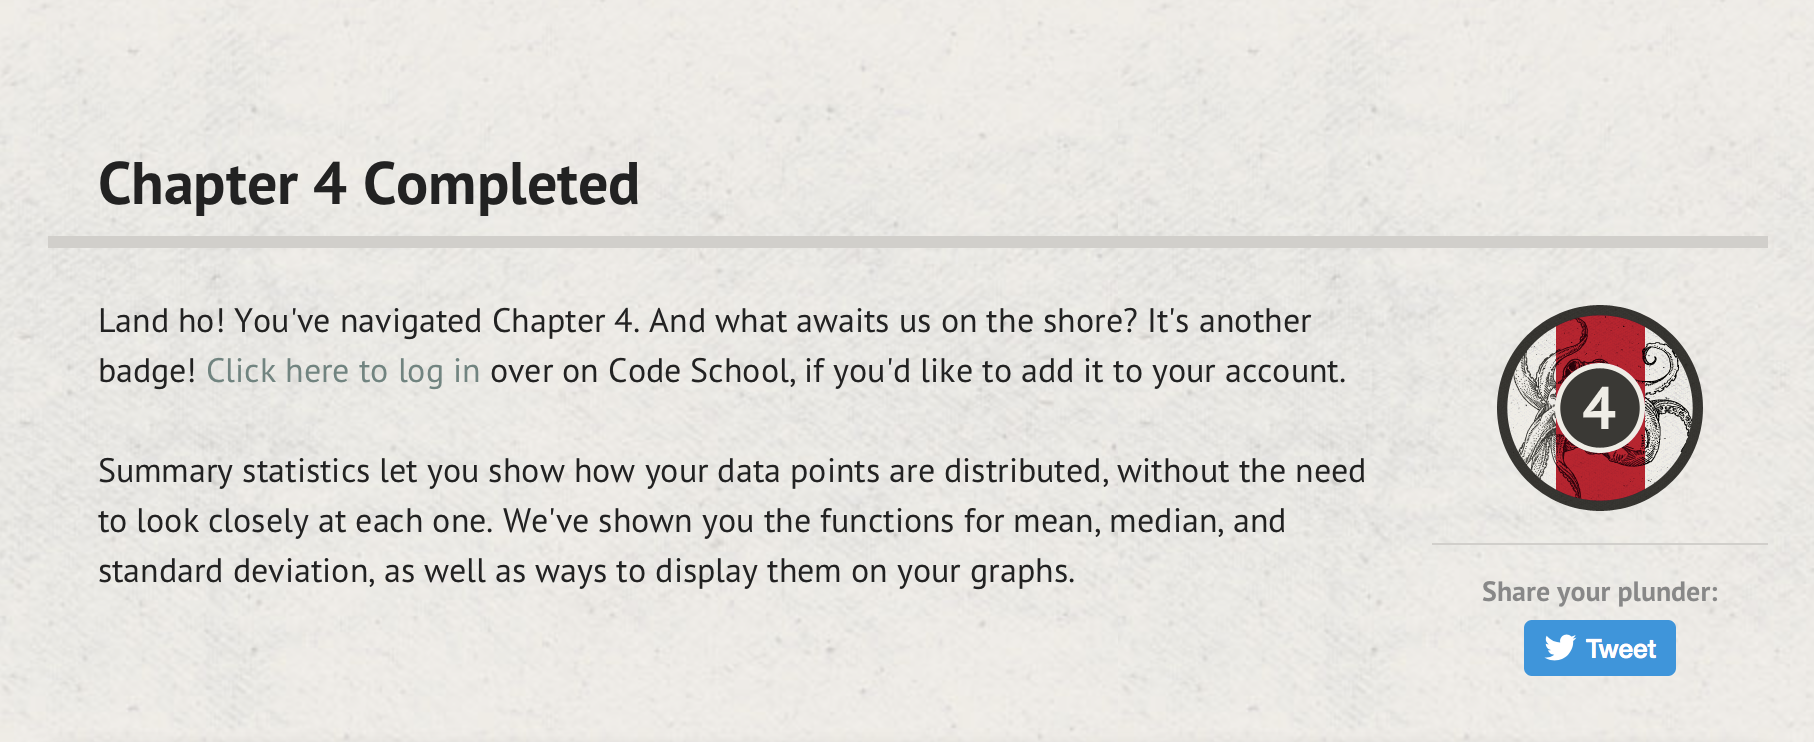 Chapter 4 Completed
Land ho! You've navigated Chapter 4. And what awaits us on the shore? It's another
badge! Click here to log in over on Code School, if you'd like to add it to your account.
4
Summary statistics let you show how your data points are distributed, without the need
to look closely at each one. We've shown you the functions for mean, median, and
standard deviation, as well as ways to display them on your graphs.
Share your plunder:
Tweet